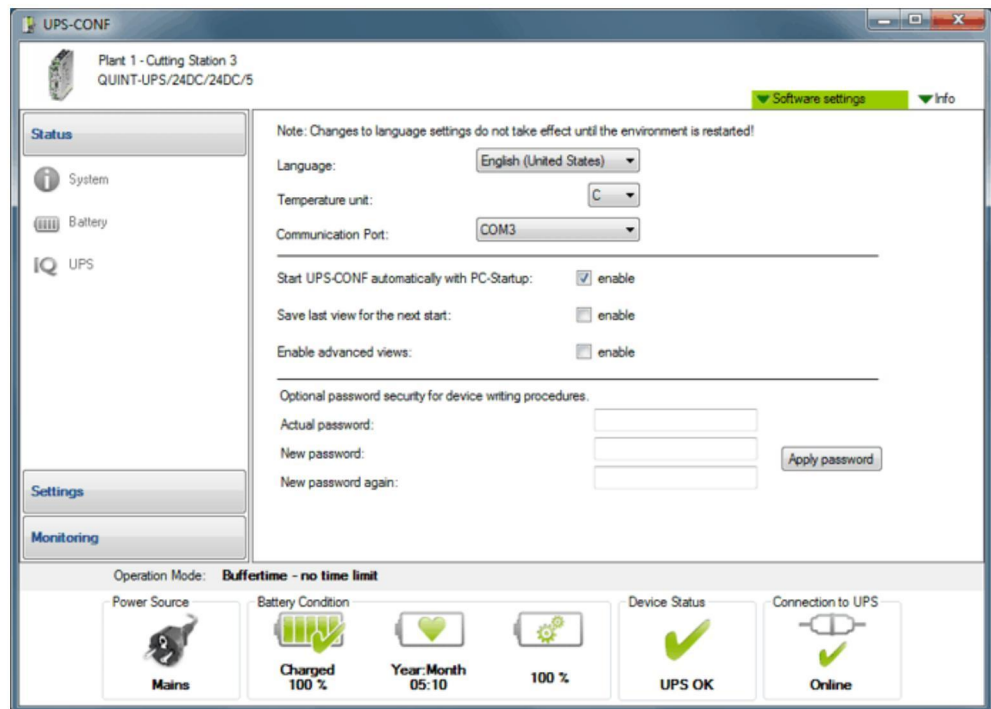 UPS-CONF
Plant 1 - Cutting Station 3
QUINT-UPS/24DC/24DC/5
Software settings
Info
Status
System
Battery
IQ UPS
Settings
Monitoring
Note: Changes to language settings do not take effect until the environment is restarted!
Language: English (United States)
Temperature unit: C
Communication Port: COM3
Start UPS-CONF automatically with PC-Startup: enable
Save last view for the next start: enable
Enable advanced views: enable
Optional password security for device writing procedures.
Actual password:
New password:
Apply password
New password again:
Operation Mode: Buffertime - no time limit
Power Source
Mains
Battery Condition
Charged
100 %
Year:Month
05:10
100 %
Device Status
UPS OK
Connection to UPS
Online